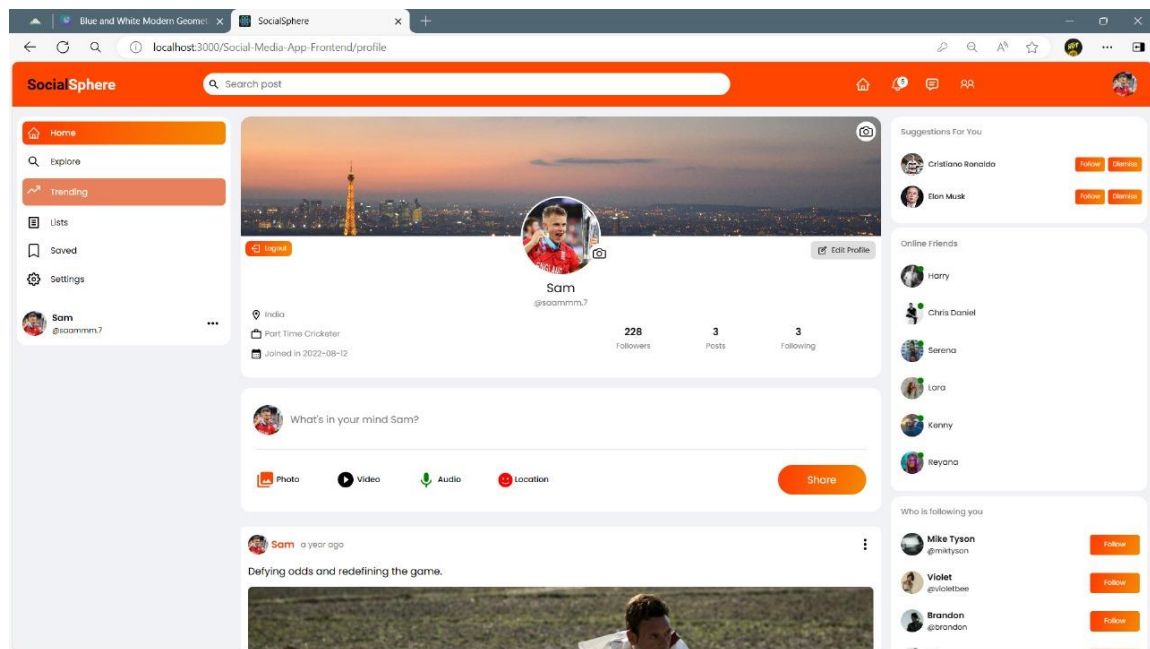 Blue and White Modern Geomet
SocialSphere
localhost:3000/Social-Media-App-Frontend/profile
SocialSphere
Search post
Home
Explore
Trending
Lists
Saved
Settings
Sam
@saammm.7
Logout
Edit Profile
Sam
@saammm.7
India
Part Time Cricketer
Joined in 2022-08-12
228
Followers
3
Posts
3
Following
What's in your mind Sam?
Photo
Video
Audio
Location
Share
Sam a year ago
Defying odds and redefining the game.
Suggestions For You
Cristiano Ronaldo
Follow
Dismiss
Elon Musk
Follow
Dismiss
Online Friends
Harry
Chris Daniel
Serena
Lara
Kenny
Reyana
Who is following you
Mike Tyson
@miktyson
Follow
Violet
@violetbee
Follow
Brandon
@brandon
Follow